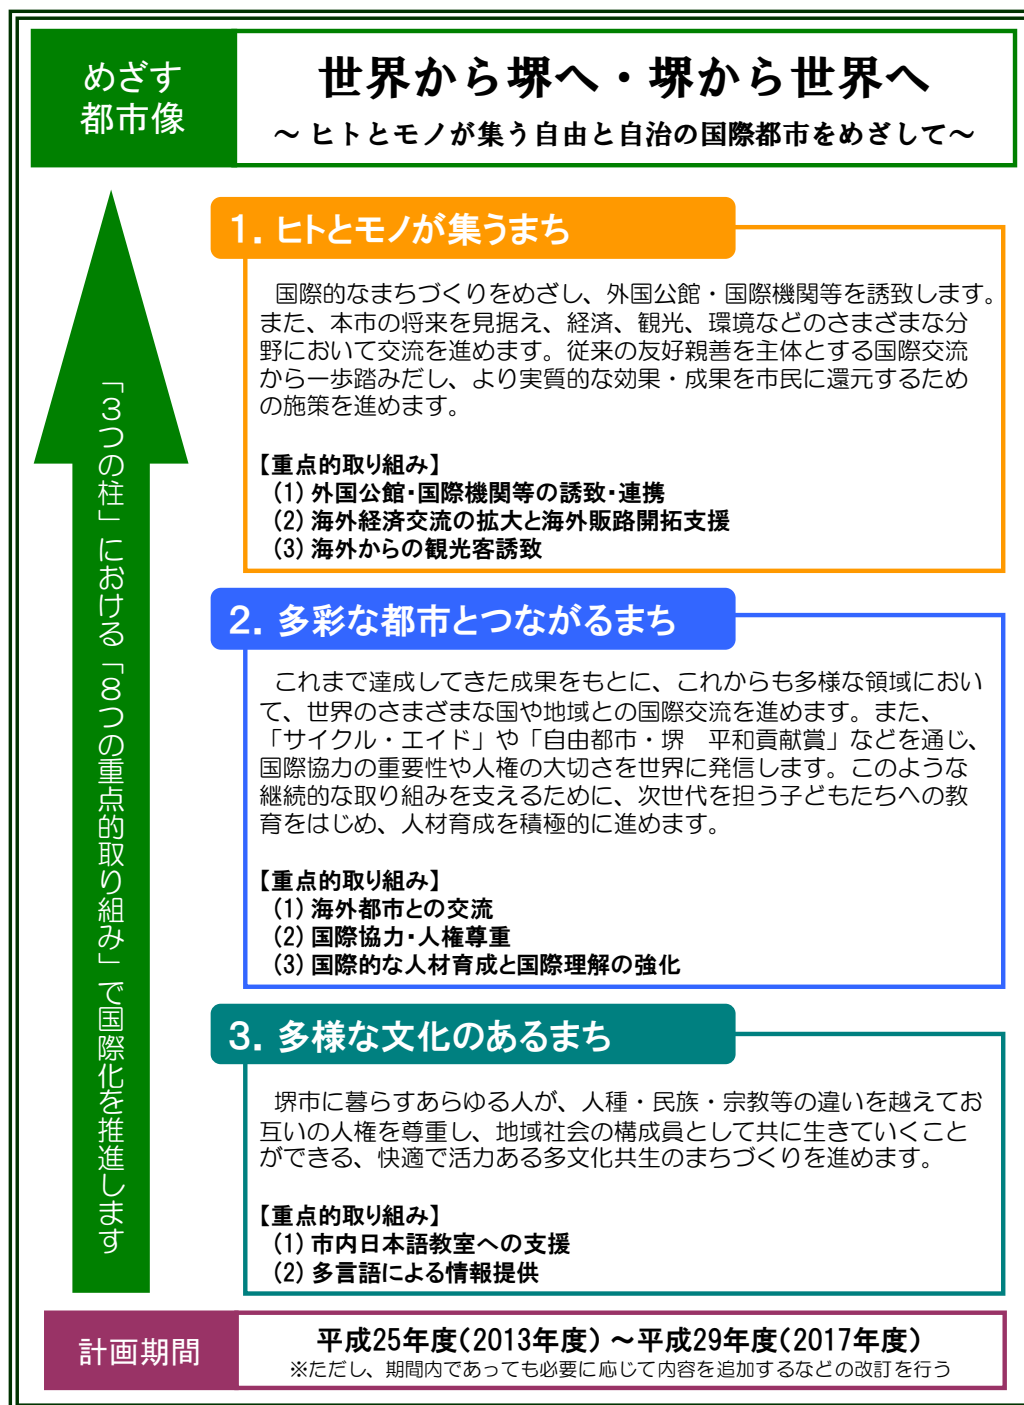 めざす
都市像
世界から堺へ・堺から世界へ
～ ヒトとモノが集う自由と自治の国際都市をめざして～
「３つの柱」における「８つの重点的取り組み」で国際化を推進します
１．ヒトとモノが集うまち
国際的なまちづくりをめざし、外国公館・国際機関等を誘致します。
また、本市の将来を見据え、経済、観光、環境などのさまざまな分
野において交流を進めます。従来の友好親善を主体とする国際交流
から一歩踏みだし、より実質的な効果・成果を市民に還元するため
の施策を進めます。
【重点的取り組み】
(1) 外国公館・国際機関等の誘致・連携
(2) 海外経済交流の拡大と海外販路開拓支援
(3) 海外からの観光客誘致
２．多彩な都市とつながるまち
これまで達成してきた成果をもとに、これからも多様な領域におい
て、世界のさまざまな国や地域との国際交流を進めます。また、
「サイクル・エイド」や「自由都市・堺　平和貢献賞」などを通じ、
国際協力の重要性や人権の大切さを世界に発信します。このような
継続的な取り組みを支えるために、次世代を担う子どもたちへの教
育をはじめ、人材育成を積極的に進めます。
【重点的取り組み】
(1) 海外都市との交流
(2) 国際協力・人権尊重
(3) 国際的な人材育成と国際理解の強化
３．多様な文化のあるまち
堺市に暮らすあらゆる人が、人種・民族・宗教等の違いを越えてお
互いの人権を尊重し、地域社会の構成員として共に生きていくこと
ができる、快適で活力ある多文化共生のまちづくりを進めます。
【重点的取り組み】
(1) 市内日本語教室への支援
(2) 多言語による情報提供
計画期間
平成25年度（2013年度）～平成29年度（2017年度）
※ただし、期間内であっても必要に応じて内容を追加するなどの改訂を行う